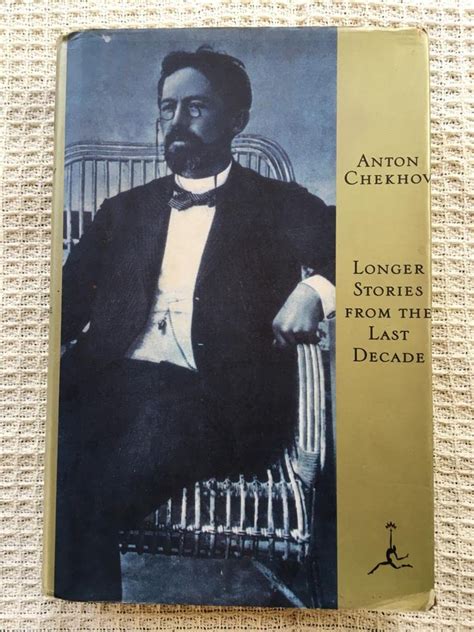 ANTON
CHEKHOV
LONGER
STORIES
FROM THE
LAST
DECADE